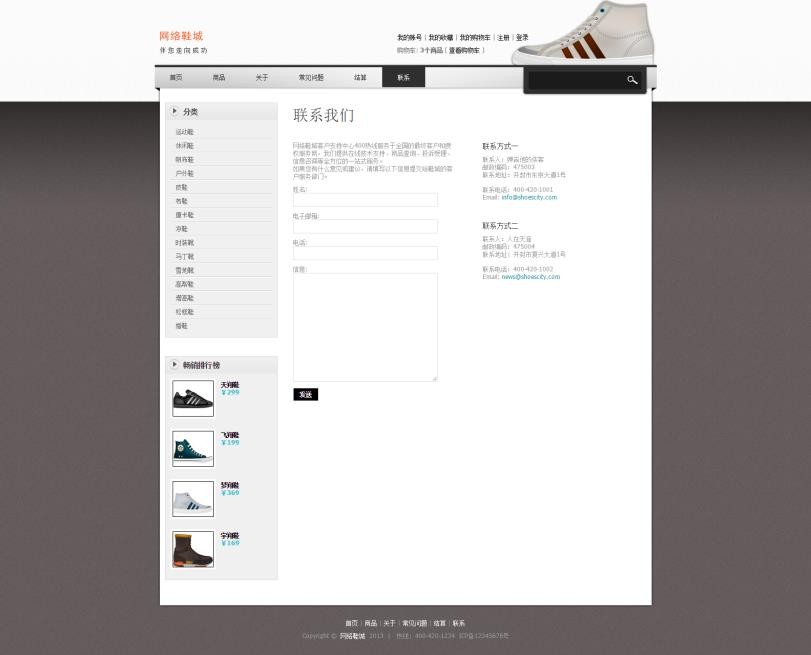 网络鞋城
伴您走向成功
我的账号 | 我的收藏 | 我的购物车 | 注册 | 登录
购物车: 3个商品 ( 查看购物车 )
首页 商品 关于 常见问题 结算 联系
分类
运动鞋
休闲鞋
帆布鞋
户外鞋
皮鞋
布鞋
凉鞋
时装靴
马丁靴
雪地靴
高帮鞋
增高鞋
松糕鞋
婚鞋
畅销排行榜
天翔鞋
￥299
飞翔鞋
￥199
梦翔鞋
￥369
宇翔鞋
￥169
联系我们
网络鞋城客户支持中心400热线服务于全国的最终客户和授
权服务商，我们提供在线技术支持、商品查询、投诉受理、
信息咨询等全方位的一站式服务。
如果您有什么意见或建议，请填写以下信息提交给鞋城的客
户服务部门。
姓名:
电子邮箱:
电话:
信息:
发送
联系方式一
邮政编码：475003
联系地址：开封市东京大道1号
联系电话：400-420-1001
Email: info@shoescity.com
联系方式二
联系人：人在天涯
邮政编码：475004
联系地址：开封市复兴大道1号
联系电话：400-420-1002
Email: news@shoescity.com
首页 | 商品 | 关于 | 常见问题 | 结算 | 联系
Copyright © 网络鞋城 2013 | 热线：400-420-1234 ICP备12345678号